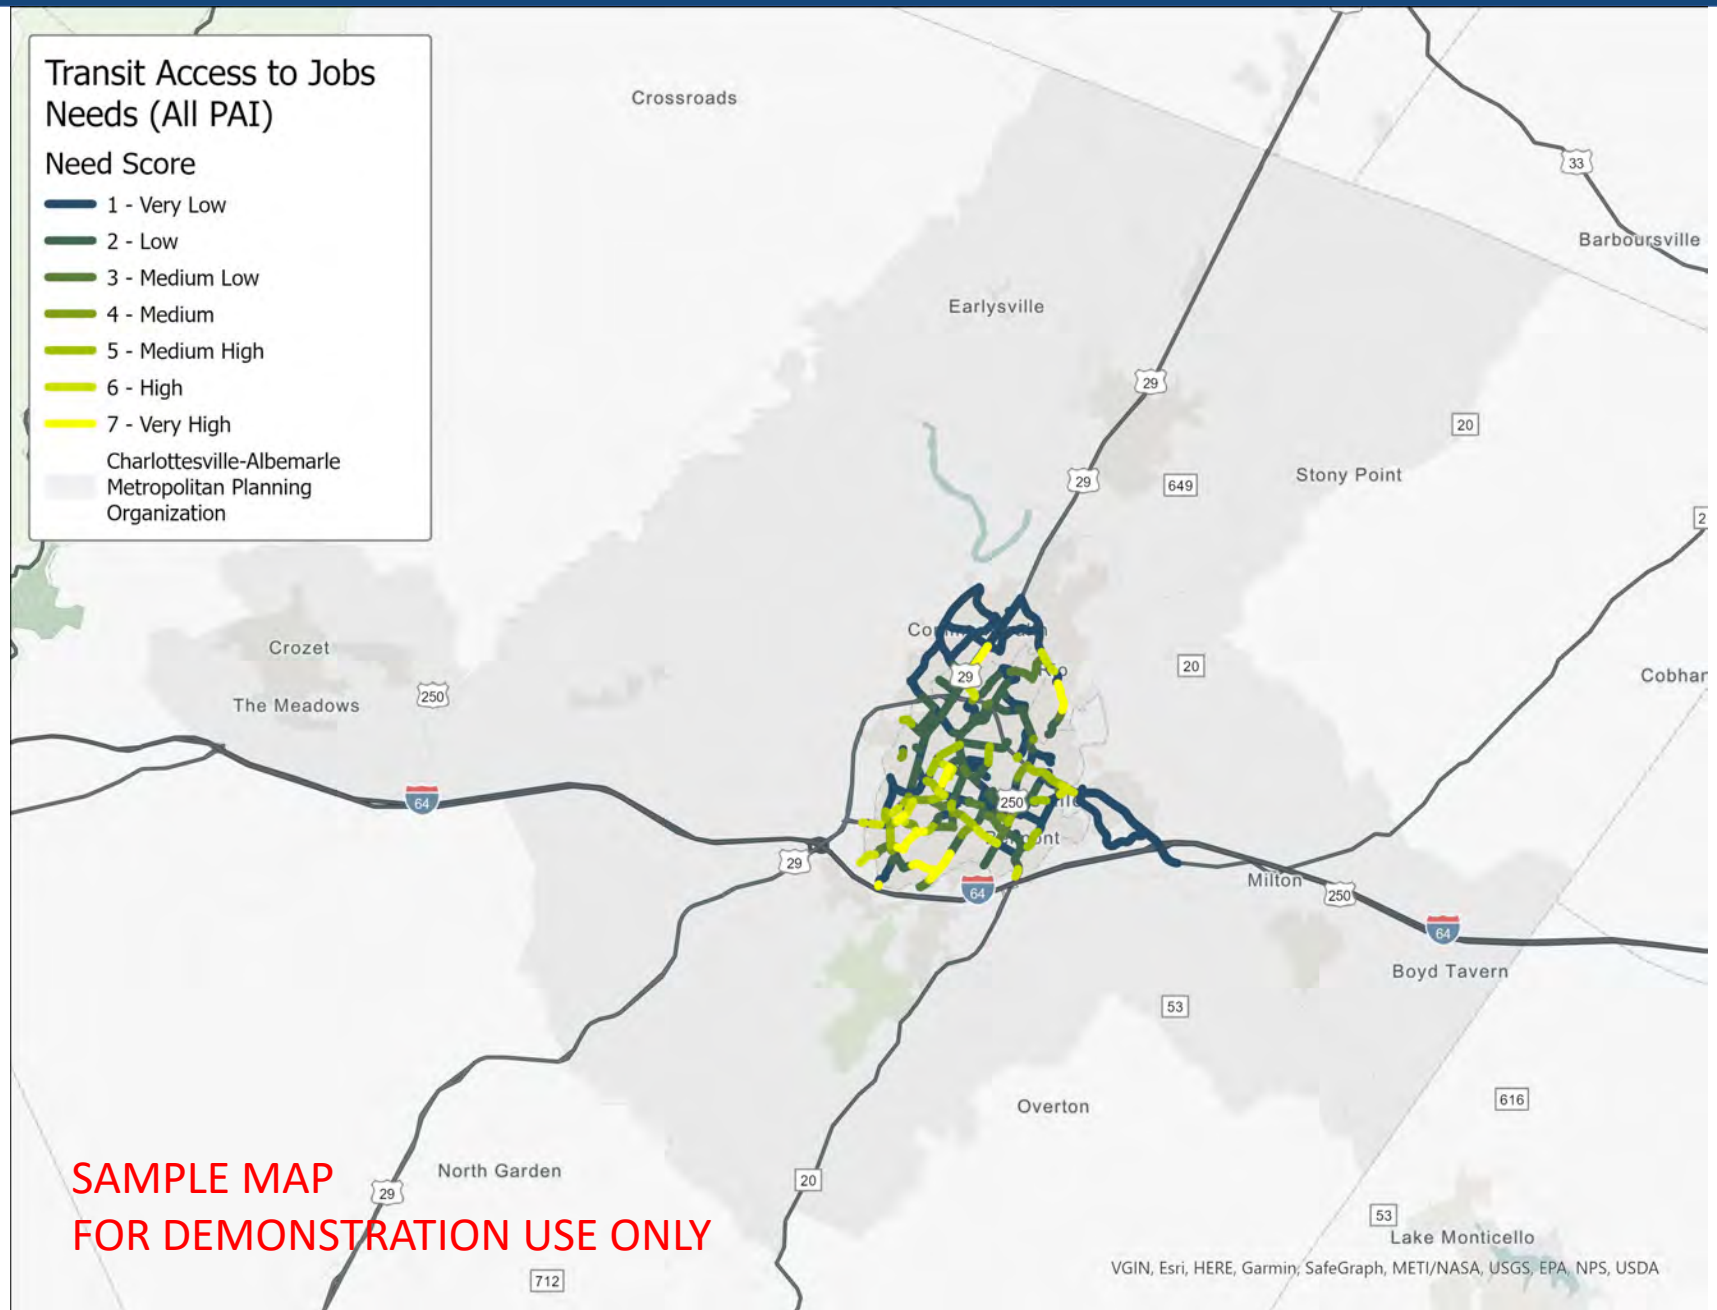 Transit Access to Jobs
Needs (All PAI)
Need Score
1 - Very Low
2 - Low
3 - Medium Low
4 - Medium
5 - Medium High
6 - High
7 - Very High
Charlottesville-Albemarle
Metropolitan Planning
Organization
Crossroads
33
Barboursville
Earlysville
29
20
Stony Point
29
649
2
Crozet
20
Cobham
29
250
The Meadows
64
250
29
64
Milton
250
64
Boyd Tavern
53
616
Overton
North Garden
29
20
SAMPLE MAP
FOR DEMONSTRATION USE ONLY
53
Lake Monticello
712
VGIN, Esri, HERE, Garmin, SafeGraph, METI/NASA, USGS, EPA, NPS, USDA